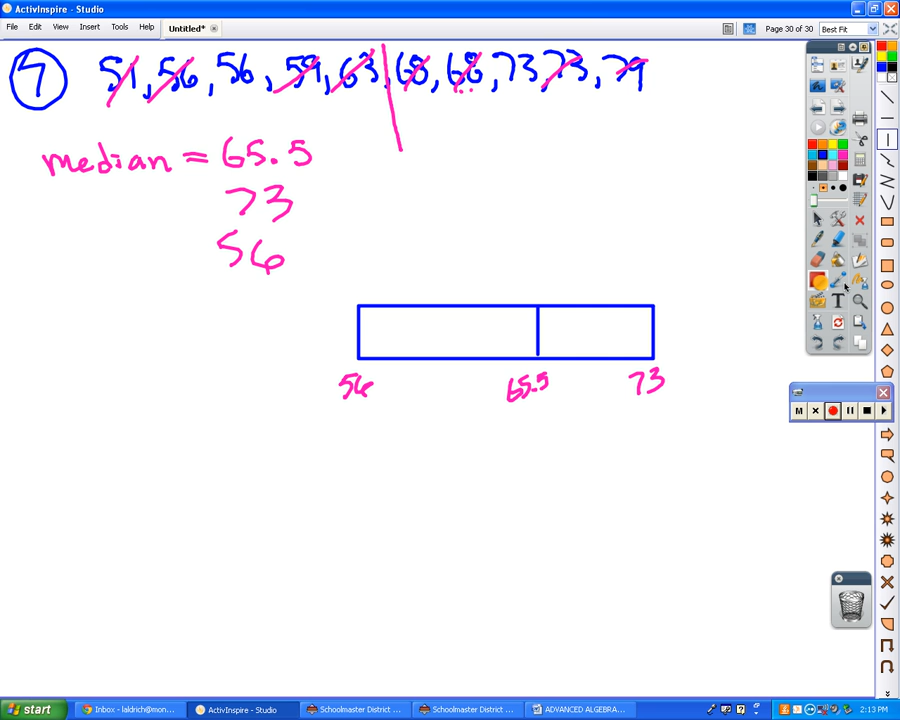 ActivInspire - Studio
File Edit View Insert Tools Help Untitled* Page 30 of 30 Best Fit
7 51, 56, 56, 59, 63, 68, 68, 73, 73, 79
median = 65.5
73
56
56 65.5 73
M
T
start Inbox - laldrich@mon... ActivInspire - Studio Schoolmaster District ... Schoolmaster District ... ADVANCED ALGEBRA... 2:13 PM